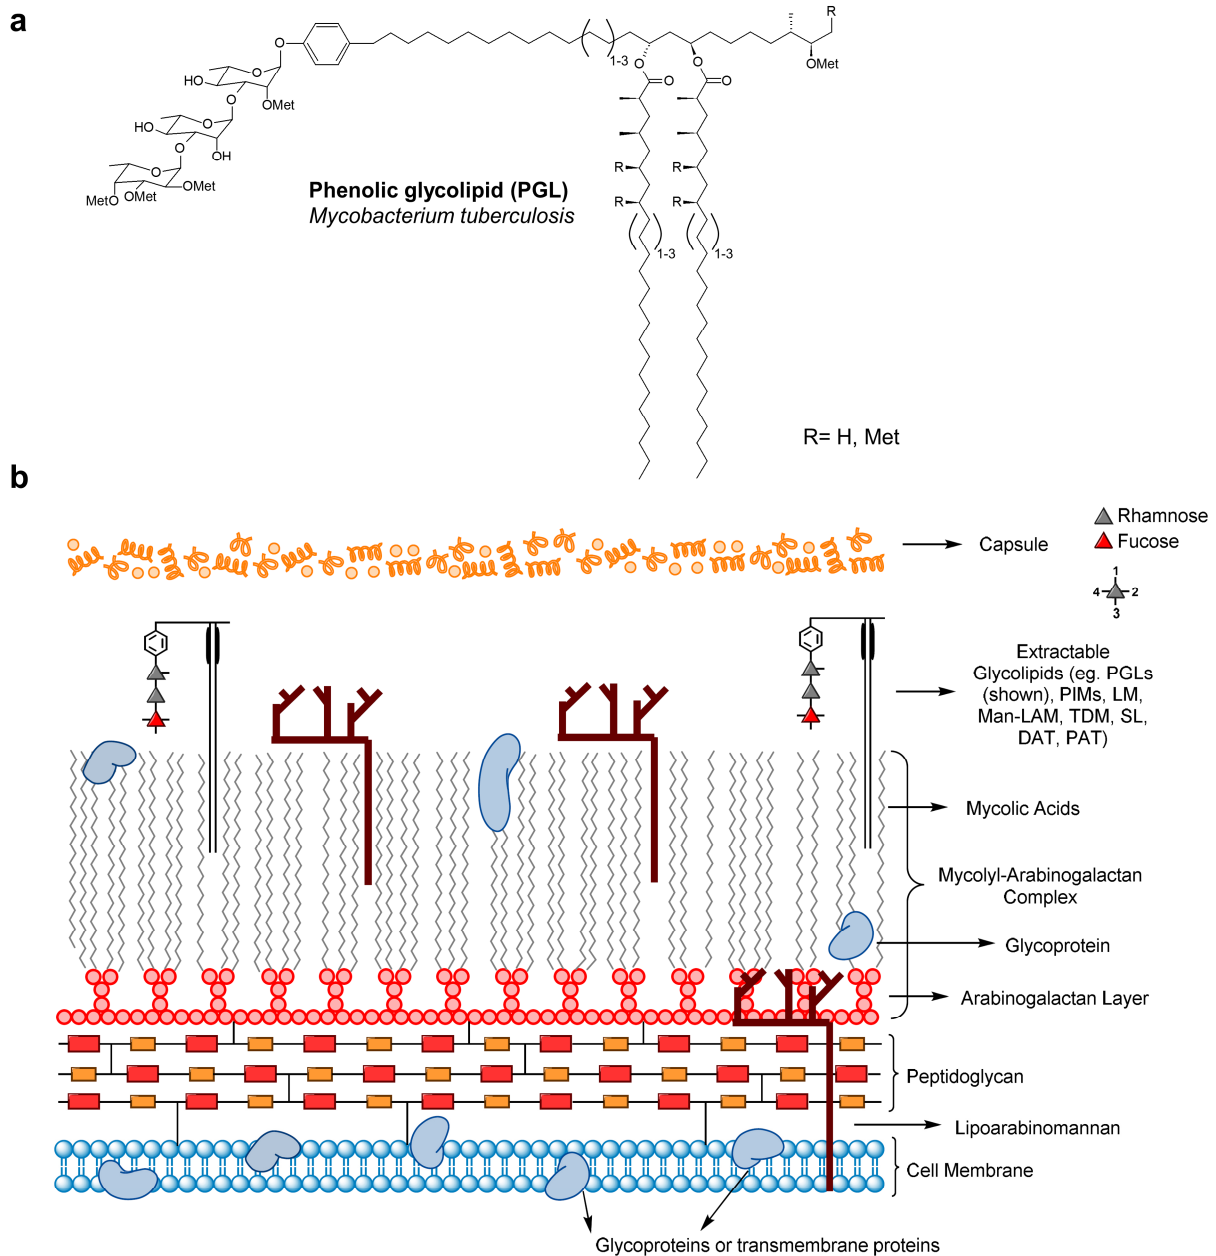 a
R
O
1-3
O
O
OMet
O
O
HO
O
OMet
O
O
HO
O
OH
O
O
OMet
OMet
MetO
R
R
R
R
1-3
1-3
Phenolic glycolipid (PGL)
Mycobacterium tuberculosis
R= H, Met
b
Rhamnose
Fucose
Capsule
1
4
2
3
Extractable
Glycolipids (eg. PGLs
(shown), PIMs, LM,
Man-LAM, TDM, SL,
DAT, PAT)
Mycolic Acids
Mycolyl-Arabinogalactan
Complex
Glycoprotein
Arabinogalactan Layer
Peptidoglycan
Lipoarabinomannan
Cell Membrane
Glycoproteins or transmembrane proteins